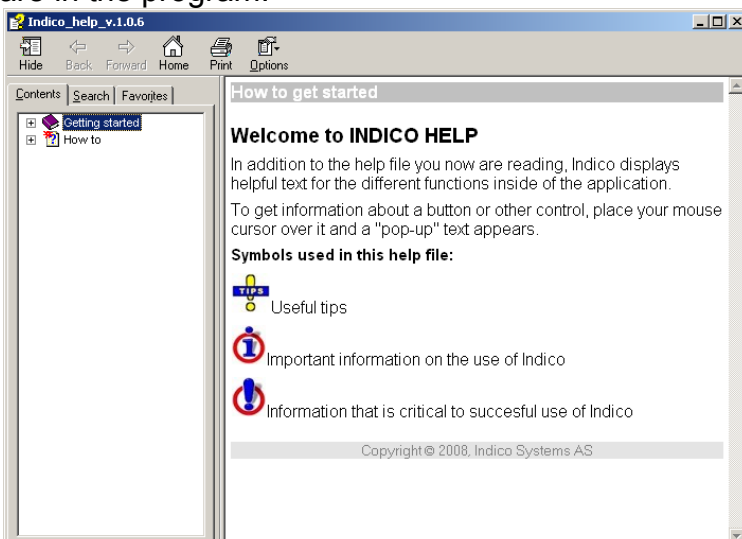 are in the program.
Indico_help_v.1.0.6
Hide Back Forward Home Print Options
Contents Search Favorites
Getting started
How to
How to get started
Welcome to INDICO HELP
In addition to the help file you now are reading, Indico displays
helpful text for the different functions inside of the application.
To get information about a button or other control, place your mouse
cursor over it and a "pop-up" text appears.
Symbols used in this help file:
TIPS
Useful tips
Important information on the use of Indico
Information that is critical to succesful use of Indico
Copyright © 2008, Indico Systems AS